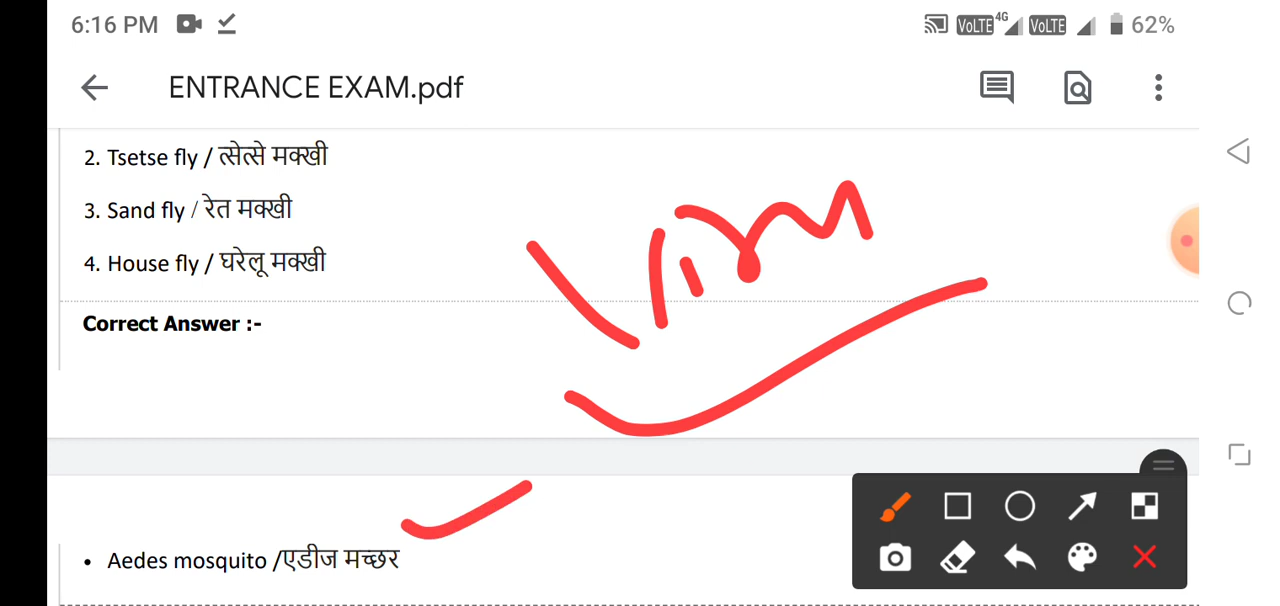 6:16 PM VoLTE 4G VoLTE 62%
ENTRANCE EXAM.pdf
2. Tsetse fly / त्सेत्से मक्खी
3. Sand fly / रेत मक्खी
4. House fly / घरेलू मक्खी
Correct Answer :-
• Aedes mosquito /एडीज मच्छर